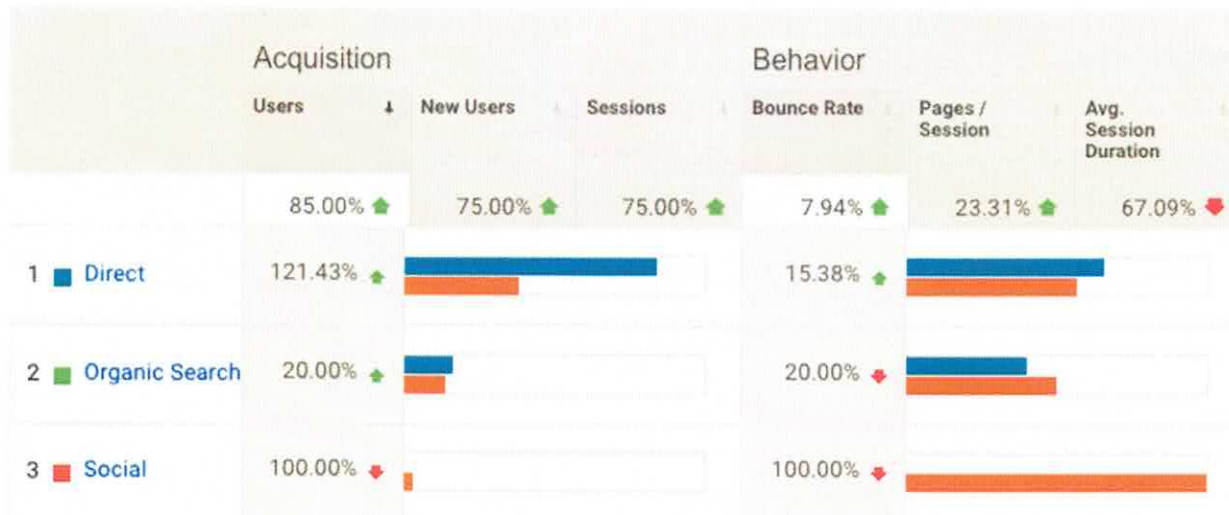 Acquisition Behavior
Users New Users Sessions Bounce Rate Pages / Session Avg. Session Duration
85.00% 75.00% 75.00% 7.94% 23.31% 67.09%
1 Direct 121.43% 15.38%
2 Organic Search 20.00% 20.00%
3 Social 100.00% 100.00%